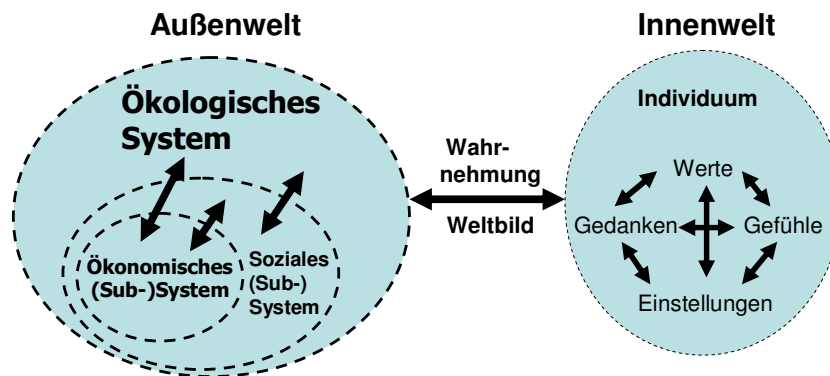 Außenwelt
Innenwelt
Ökologisches
System
Ökonomisches
(Sub-)System
Soziales
(Sub-)
System
Wahr-
nehmung
Weltbild
Individuum
Werte
Gedanken
Gefühle
Einstellungen